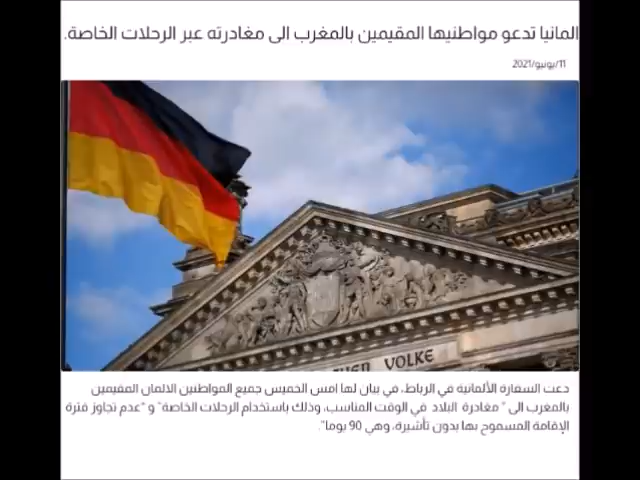 المانيا تدعو مواطنيها المقيمين بالمغرب الى مغادرته عبر الرحلات الخاصة.
11/يونيو/2021
CHEN VOLKE
دعت السفارة الألمانية في الرباط، في بيان لها امس الخميس جميع المواطنين الالمان المقيمين
بالمغرب الى " مغادرة البلاد في الوقت المناسب، وذلك باستخدام الرحلات الخاصة" و "عدم تجاوز فترة
الإقامة المسموح بها بدون تأشيرة، وهي 90 يوما".